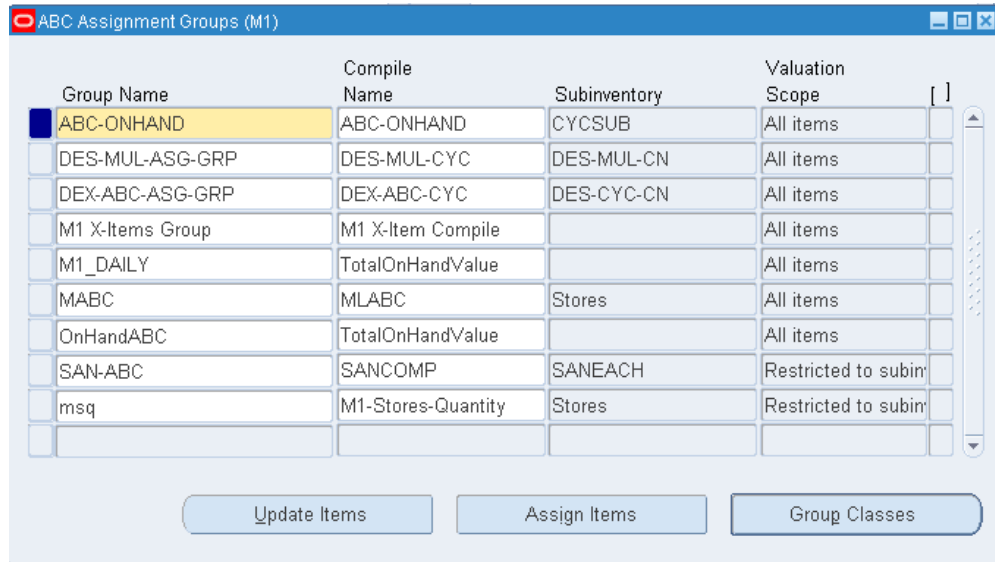 ABC Assignment Groups (M1)
Compile Valuation
Group Name Name Subinventory Scope [ ]
ABC-ONHAND ABC-ONHAND CYCSUB All items
DES-MUL-ASG-GRP DES-MUL-CYC DES-MUL-CN All items
DEX-ABC-ASG-GRP DEX-ABC-CYC DES-CYC-CN All items
M1 X-Items Group M1 X-Item Compile All items
M1_DAILY TotalOnHandValue All items
MABC MLABC Stores All items
OnHandABC TotalOnHandValue All items
SAN-ABC SANCOMP SANEACH Restricted to subin
msq M1-Stores-Quantity Stores Restricted to subin
Update Items Assign Items Group Classes